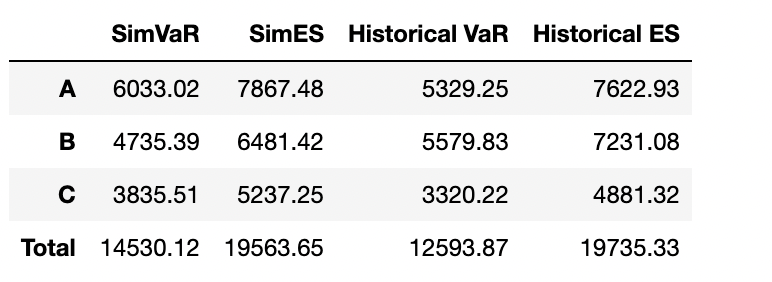 SimVaR SimES Historical VaR Historical ES
A 6033.02 7867.48 5329.25 7622.93
B 4735.39 6481.42 5579.83 7231.08
C 3835.51 5237.25 3320.22 4881.32
Total 14530.12 19563.65 12593.87 19735.33